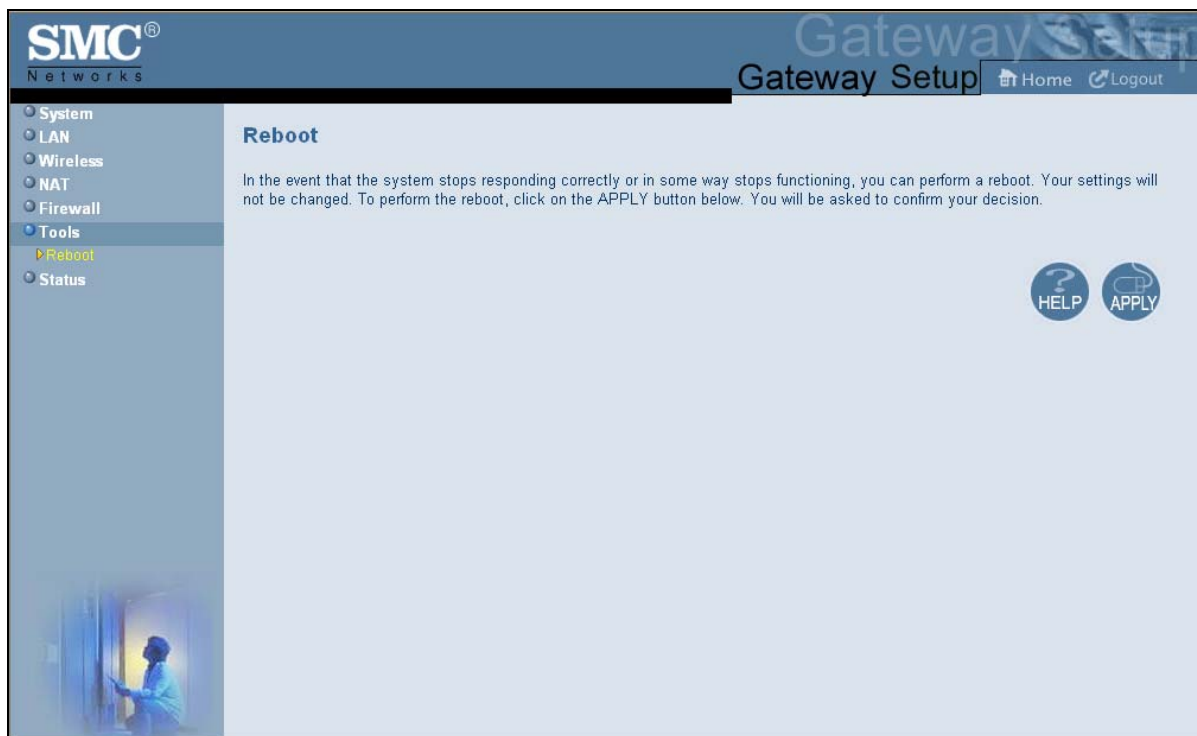 SMC®
Networks
Gateway Setup
Gateway Setup
Home
Logout
System
LAN
Wireless
NAT
Firewall
Tools
Reboot
Status
Reboot
In the event that the system stops responding correctly or in some way stops functioning, you can perform a reboot. Your settings will
not be changed. To perform the reboot, click on the APPLY button below. You will be asked to confirm your decision.
HELP
APPLY